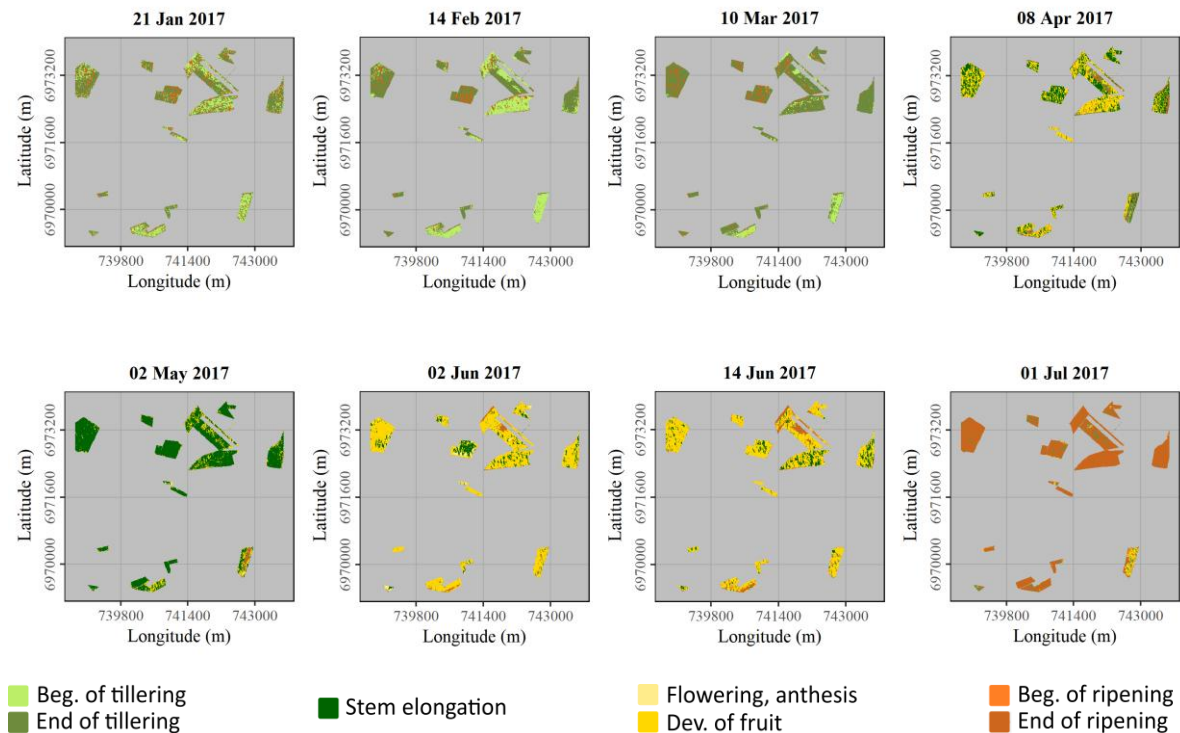 21 Jan 2017
14 Feb 2017
10 Mar 2017
08 Apr 2017
Latitude (m)
6973200
6971600
6970000
Latitude (m)
6973200
6971600
6970000
Latitude (m)
6973200
6971600
6970000
Latitude (m)
6973200
6971600
6970000
739800 741400 743000
739800 741400 743000
739800 741400 743000
739800 741400 743000
Longitude (m)
Longitude (m)
Longitude (m)
Longitude (m)
02 May 2017
02 Jun 2017
14 Jun 2017
01 Jul 2017
Latitude (m)
6973200
6971600
6970000
Latitude (m)
6973200
6971600
6970000
Latitude (m)
6973200
6971600
6970000
Latitude (m)
6973200
6971600
6970000
739800 741400 743000
739800 741400 743000
739800 741400 743000
739800 741400 743000
Longitude (m)
Longitude (m)
Longitude (m)
Longitude (m)
Beg. of tillering
End of tillering
Stem elongation
Flowering, anthesis
Dev. of fruit
Beg. of ripening
End of ripening